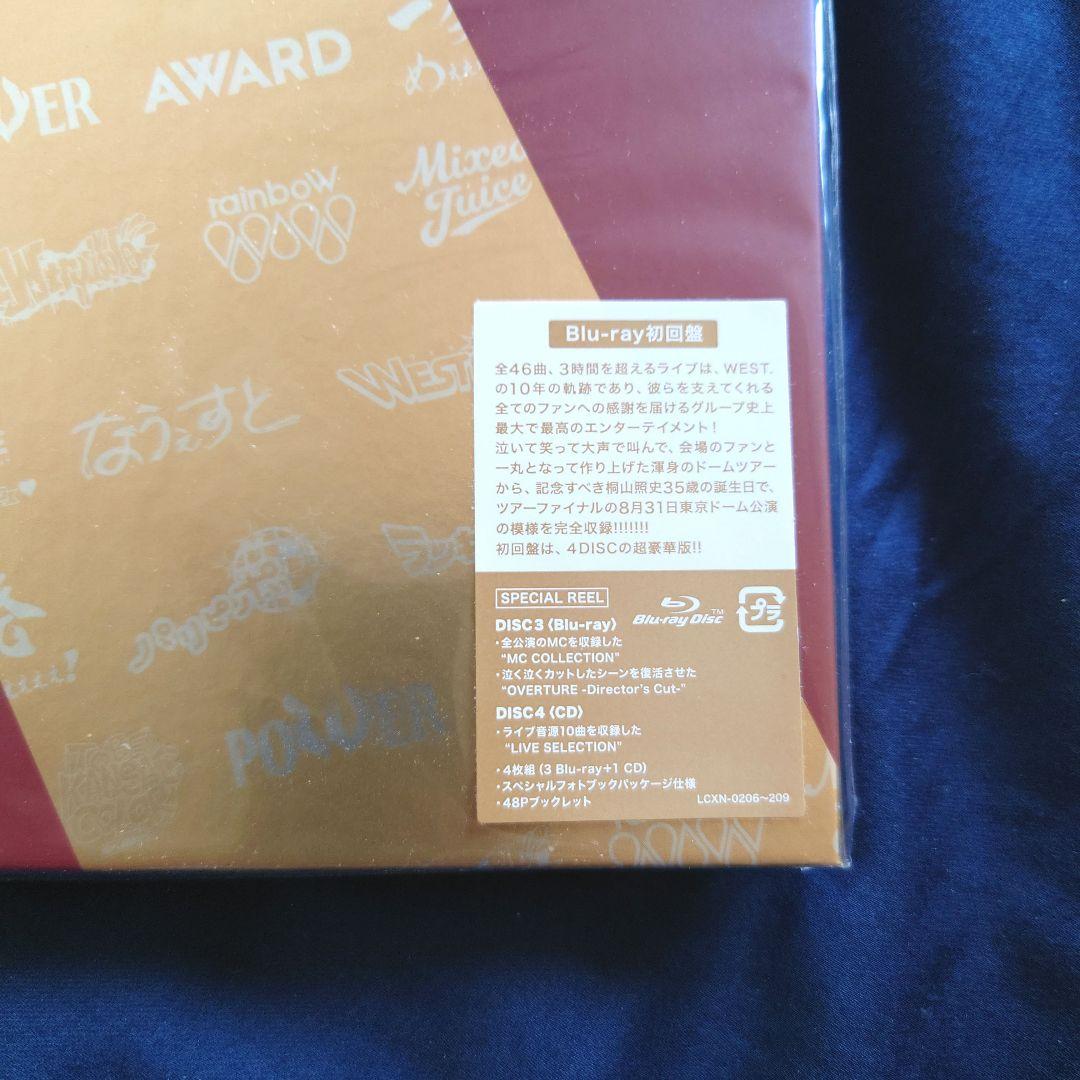 AWARD
rainboW
Mixed
Juice
なうぇすと
WEST
POWER
Blu-ray初回盤
全46曲、3時間を超えるライブは、WEST.
の10年の軌跡であり、彼らを支えてくれる
全てのファンへの感謝を届けるグループ史上
最大で最高のエンターテイメント!
泣いて笑って大声で叫んで、会場のファンと
一丸となって作り上げた渾身のドームツアー
から、記念すべき桐山照史35歳の誕生日で、
ツアーファイナルの8月31日東京ドーム公演
の模様を完全収録!!!!!!!
初回盤は、4DISCの超豪華版!!
SPECIAL REEL
DISC3〈Blu-ray〉
・全公演のMCを収録した
"MC COLLECTION"
・泣く泣くカットしたシーンを復活させた
"OVERTURE -Director's Cut-"
DISC4〈CD〉
・ライブ音源10曲を収録した
"LIVE SELECTION"
・4枚組(3 Blu-ray+1 CD)
・スペシャルフォトブックパッケージ仕様
・48Pブックレット
Blu-ray Disc™
プラ
LCXN-0206〜209